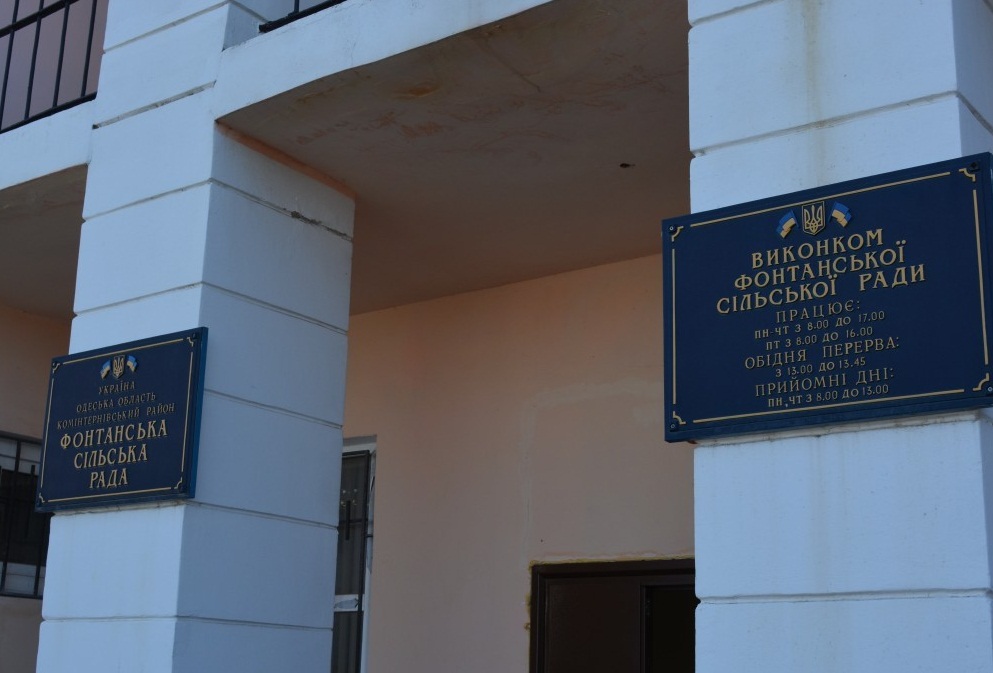 УКРАЇНА
ОДЕСЬКА ОБЛАСТЬ
КОМІНТЕРНІВСЬКИЙ РАЙОН
ФОНТАНСЬКА
СІЛЬСЬКА
РАДА
ВИКОНКОМ
ФОНТАНСЬКОЇ
СІЛЬСЬКОЇ РАДИ
ПРАЦЮЄ:
ПН-ЧТ З 8.00 ДО 17.00
ПТ З 8.00 ДО 16.00
ОБІДНЯ ПЕРЕРВА:
З 13.00 ДО 13.45
ПРИЙОМНІ ДНІ:
ПН, ЧТ З 8.00 ДО 13.00